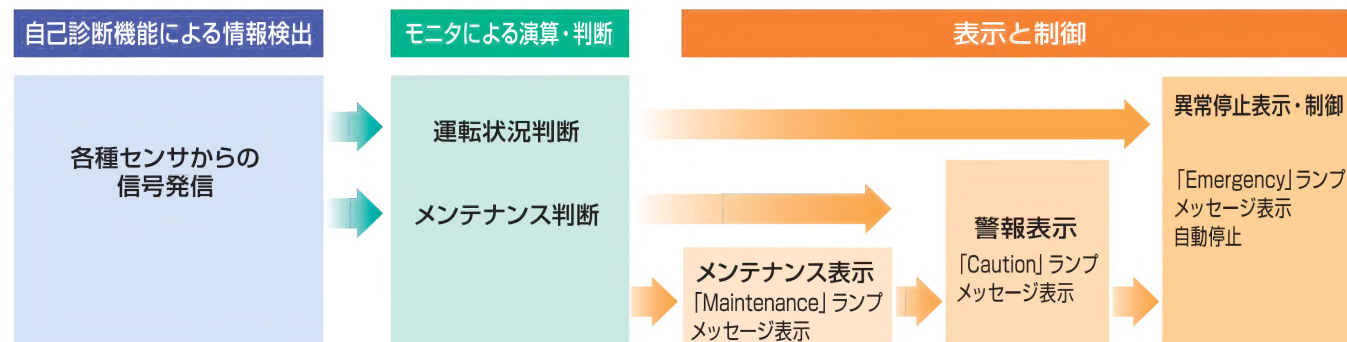 自己診断機能による情報検出
モニタによる演算・判断
表示と制御
各種センサからの
信号発信
運転状況判断
メンテナンス判断
メンテナンス表示
「Maintenance」ランプ
メッセージ表示
警報表示
「Caution」ランプ
メッセージ表示
異常停止表示・制御
「Emergency」ランプ
メッセージ表示
自動停止